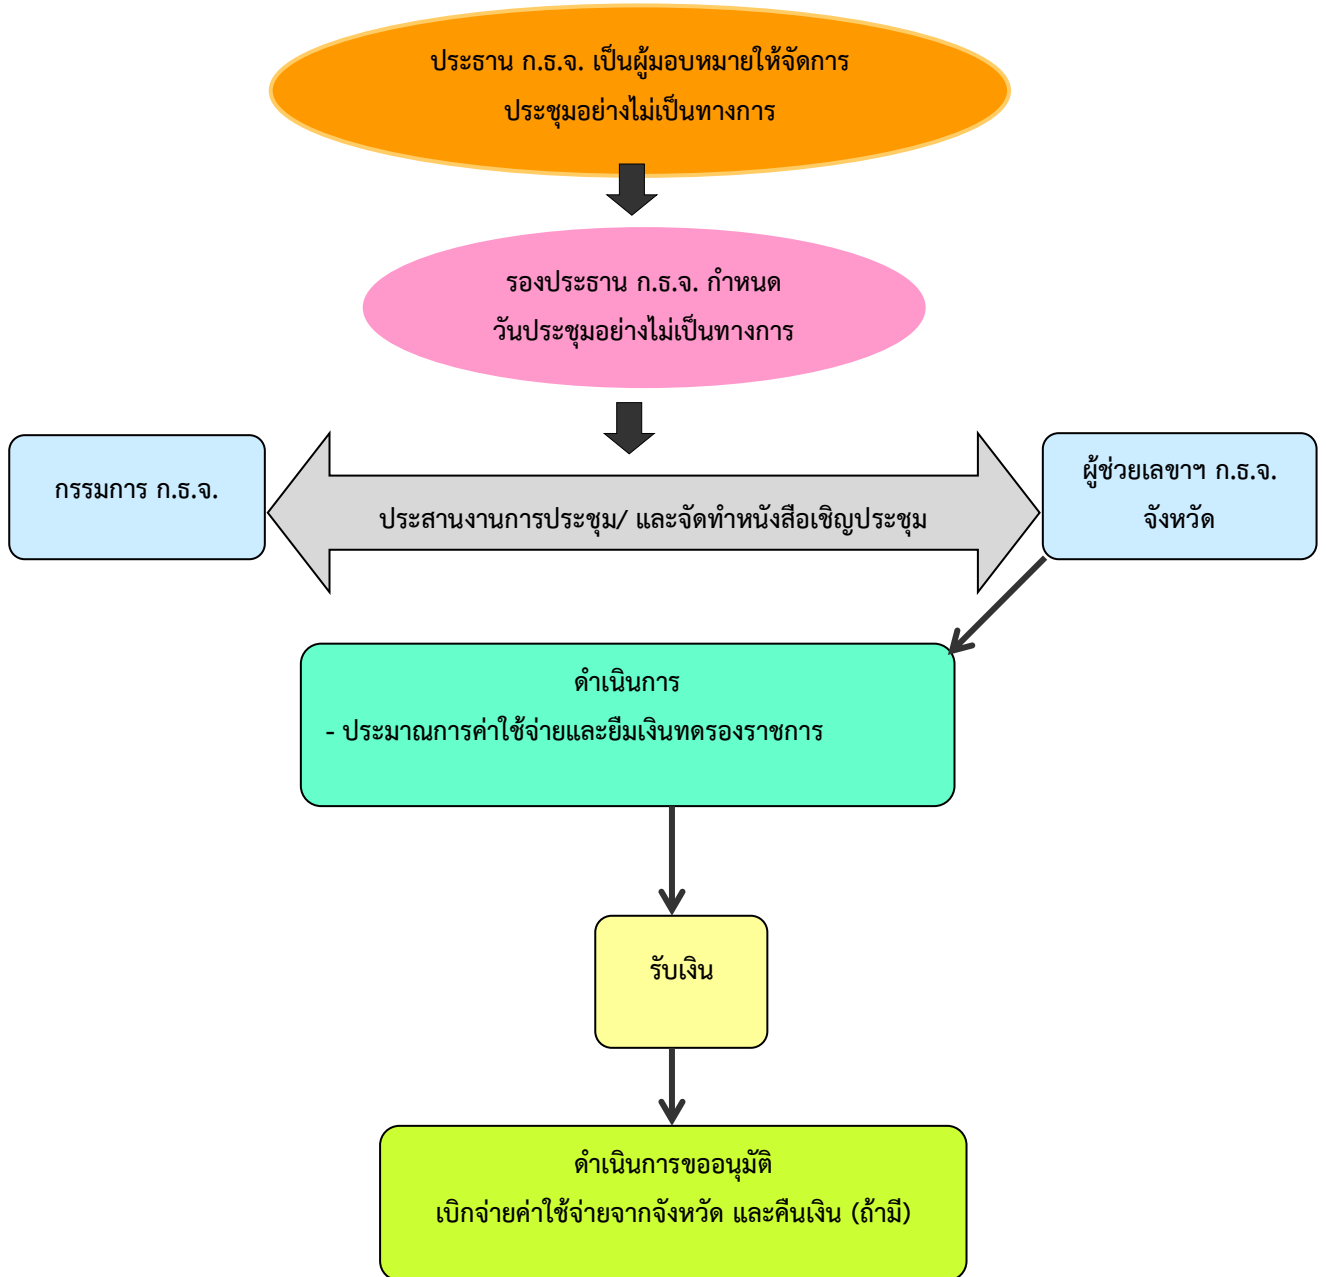 ประธาน ก.ธ.จ. เป็นผู้มอบหมายให้จัดการ
ประชุมอย่างไม่เป็นทางการ
รองประธาน ก.ธ.จ. กำหนด
วันประชุมอย่างไม่เป็นทางการ
กรรมการ ก.ธ.จ.
ประสานงานการประชุม/ และจัดทำหนังสือเชิญประชุม
ผู้ช่วยเลขาฯ ก.ธ.จ.
จังหวัด
ดำเนินการ
- ประมาณการค่าใช้จ่ายและยืมเงินทดรองราชการ
รับเงิน
ดำเนินการขออนุมัติ
เบิกจ่ายค่าใช้จ่ายจากจังหวัด และคืนเงิน (ถ้ามี)